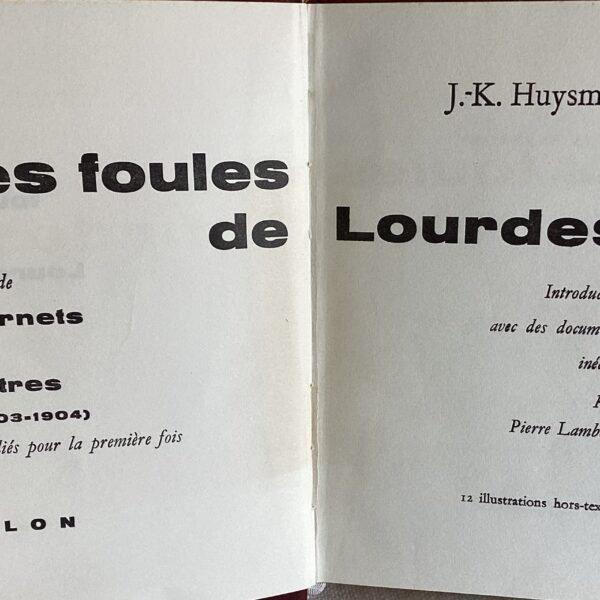 es foules
de
de
rnets
tres
03-1904)
liés pour la première fois
LON
J.-K. Huysm
Lourdes
Introduc
avec des docum
iné
Pierre Lamb
12 illustrations hors-tex